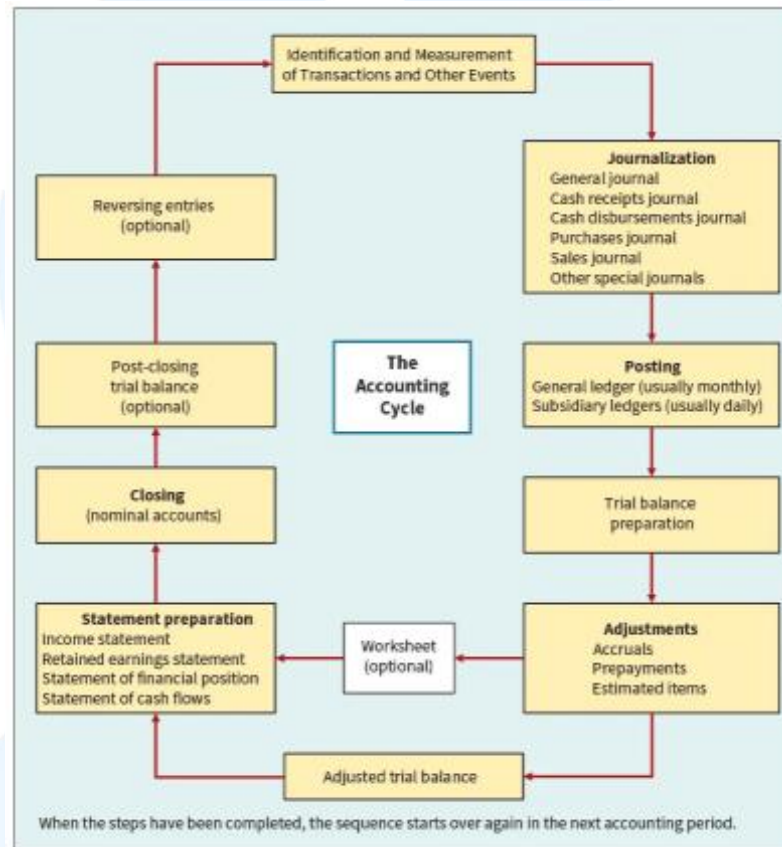 Identification and Measurement
of Transactions and Other Events
Journalization
General journal
Cash receipts journal
Cash disbursements journal
Purchases journal
Sales journal
Other special journals
Reversing entries
(optional)
The
Accounting
Cycle
Post-closing
trial balance
(optional)
Posting
General ledger (usually monthly)
Subsidiary ledgers (usually daily)
Closing
(nominal accounts)
Trial balance
preparation
Statement preparation
Income statement
Retained earnings statement
Statement of financial position
Statement of cash flows
Worksheet
(optional)
Adjustments
Accruals
Prepayments
Estimated items
Adjusted trial balance
When the steps have been completed, the sequence starts over again in the next accounting period.